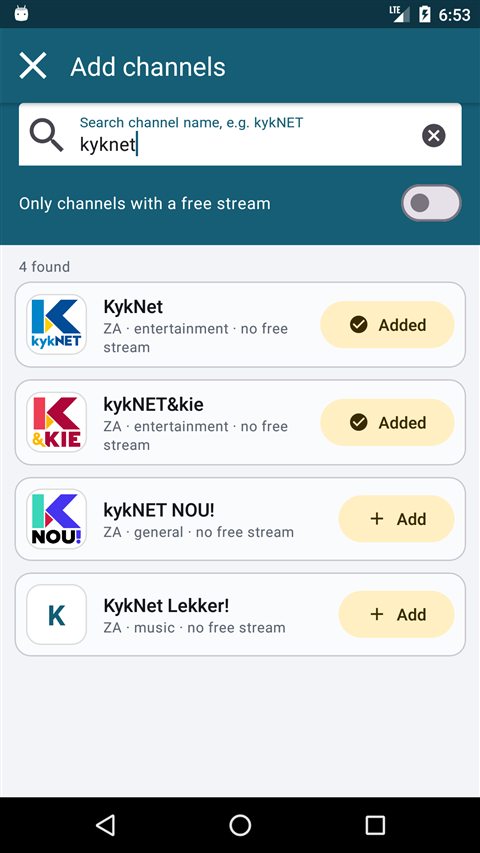 LTE 6:53
Add channels
Search channel name, e.g. kykNET
kyknet
Only channels with a free stream
4 found
K
kykNET
KykNet
ZA · entertainment · no free
stream
Added
K
&KIE
kykNET&kie
ZA · entertainment · no free
stream
Added
K
NOU!
kykNET NOU!
ZA · general · no free stream
+ Add
K
KykNet Lekker!
ZA · music · no free stream
+ Add